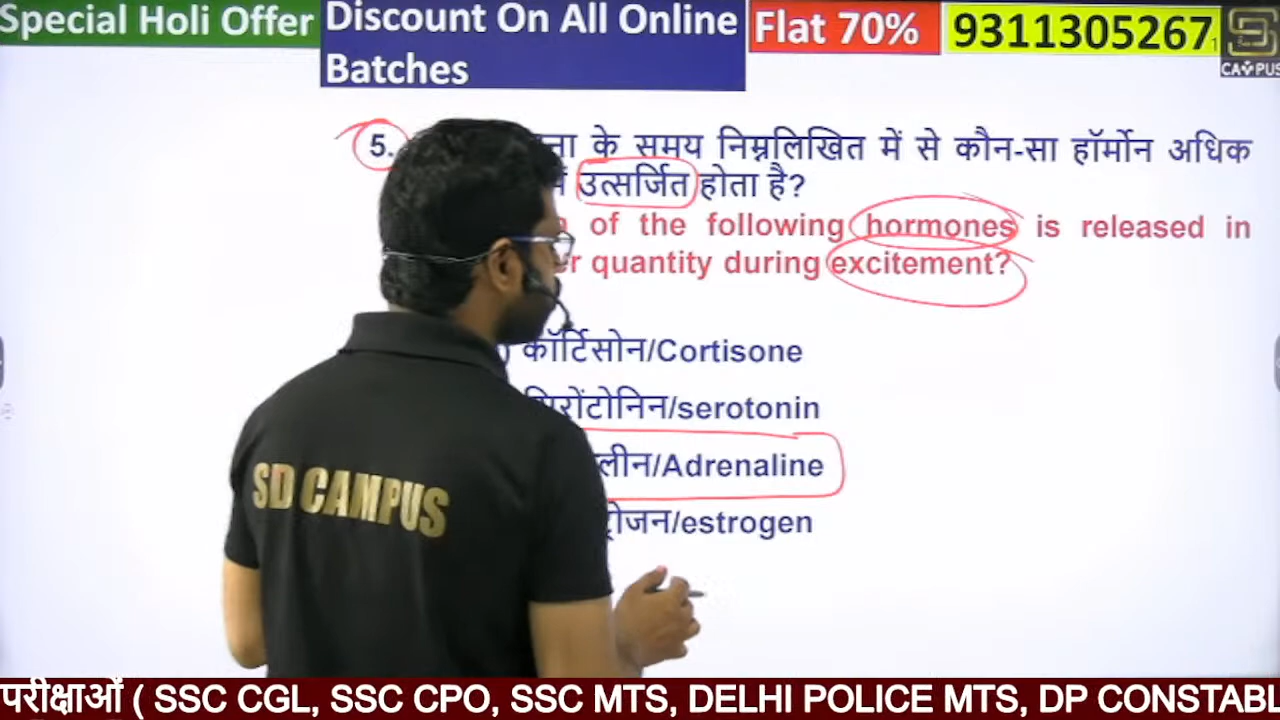 Special Holi Offer
Discount On All Online
Batches
Flat 70%
9311305267
CAMPUS
5. के समय निम्नलिखित में से कौन-सा हॉर्मोन अधिक
उत्सर्जित होता है?
of the following hormones is released in
quantity during excitement?
कॉर्टिसोन/Cortisone
सिरोंटोनिन/serotonin
/Adrenaline
/estrogen
SD CAMPUS
परीक्षाओं ( SSC CGL, SSC CPO, SSC MTS, DELHI POLICE MTS, DP CONSTABL